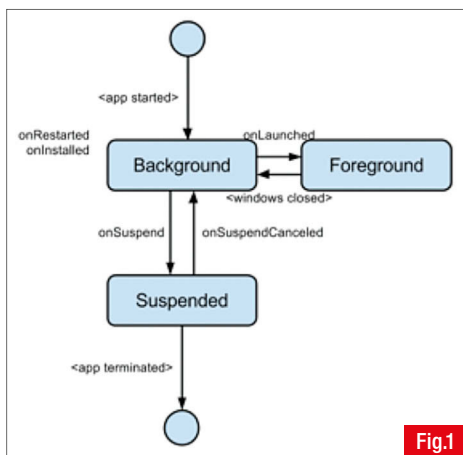 <app started>
onRestarted
onInstalled
onLaunched
Background
Foreground
<windows closed>
onSuspend
onSuspendCanceled
Suspended
<app terminated>
Fig.1